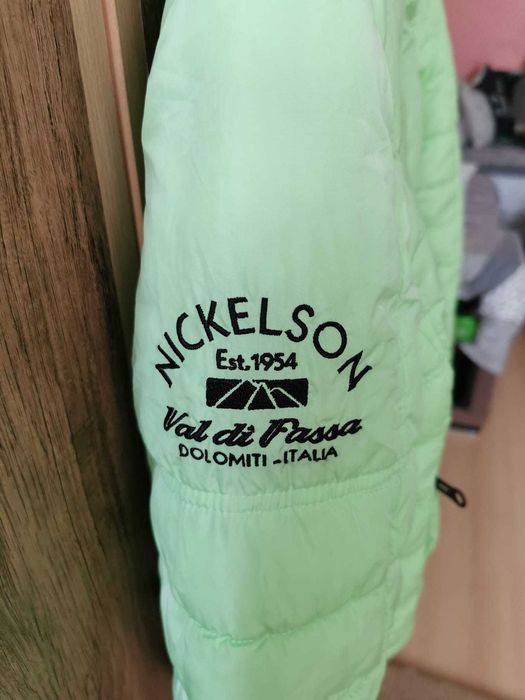 NICKELSON
Est.1954
Val di Fassa
DOLOMITI - ITALIA